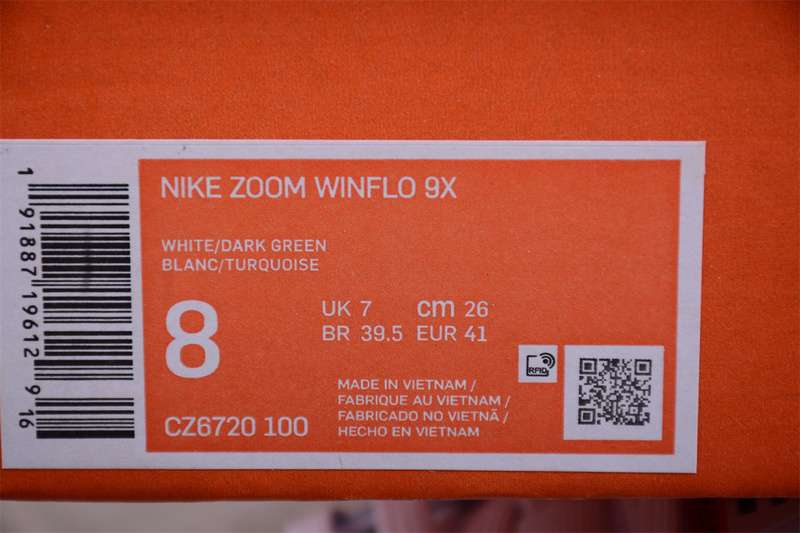 1 91887 19612 9 16
NIKE ZOOM WINFLO 9X
WHITE/DARK GREEN
BLANC/TURQUOISE
8
UK 7 cm 26
BR 39.5 EUR 41
RFID
MADE IN VIETNAM /
FABRIQUE AU VIETNAM /
FABRICADO NO VIETNÃ /
HECHO EN VIETNAM
CZ6720 100